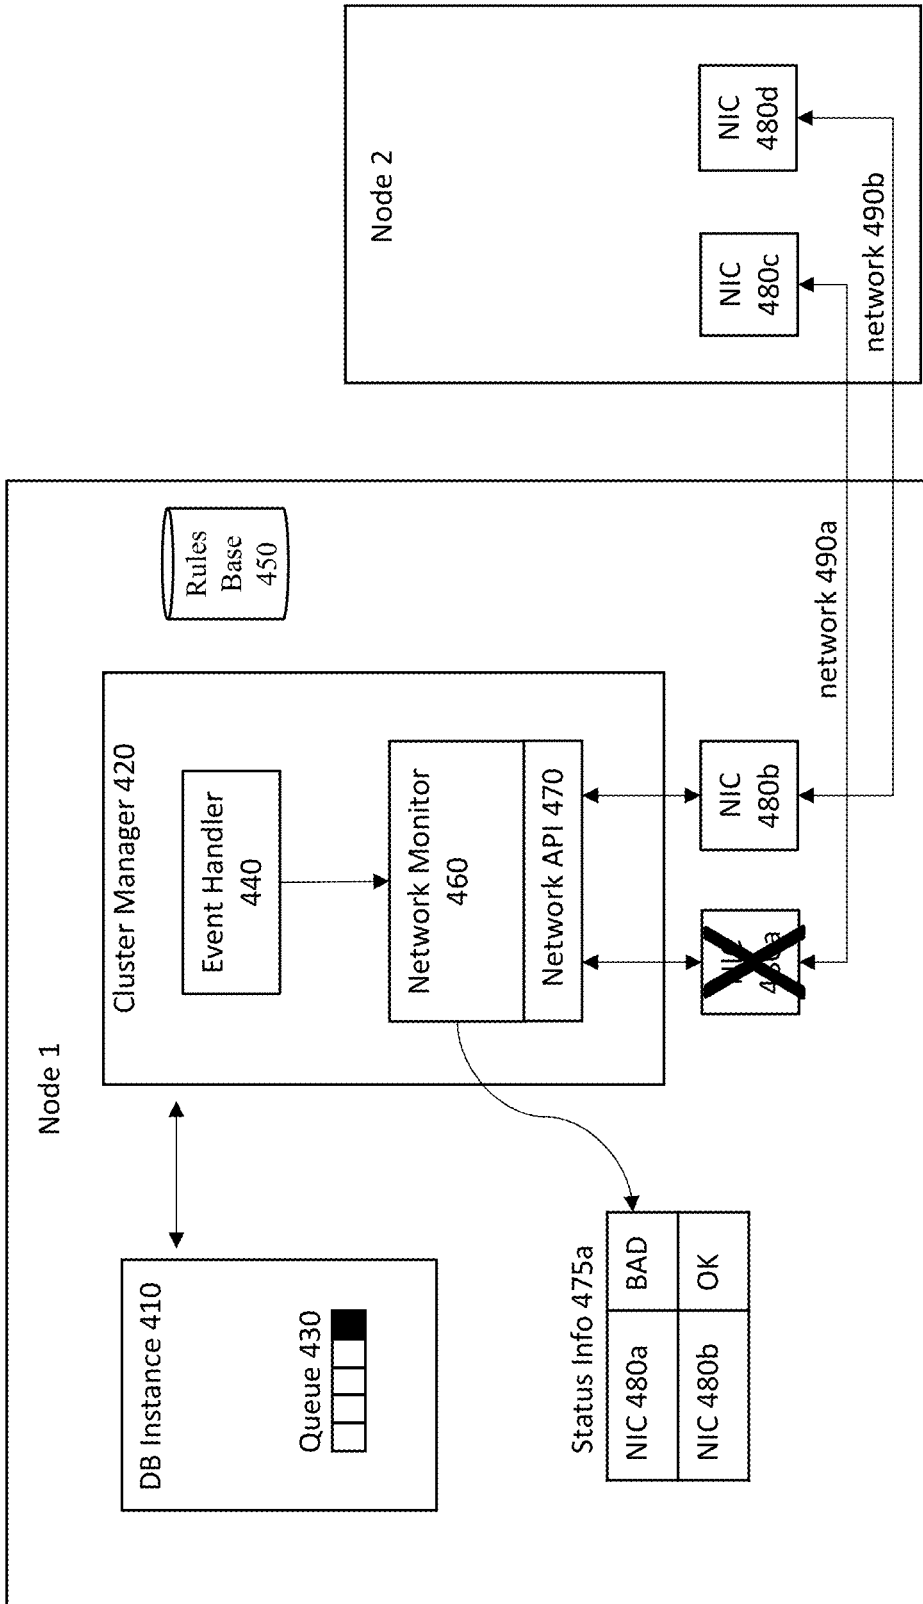 Node 1
DB Instance 410
Queue 430
Cluster Manager 420
Event Handler
440
Rules
Base
450
Network Monitor
460
Network API 470
Status Info 475a
NIC 480a
BAD
NIC 480b
OK
NIC
480b
network 490a
Node 2
NIC
480c
NIC
480d
network 490b